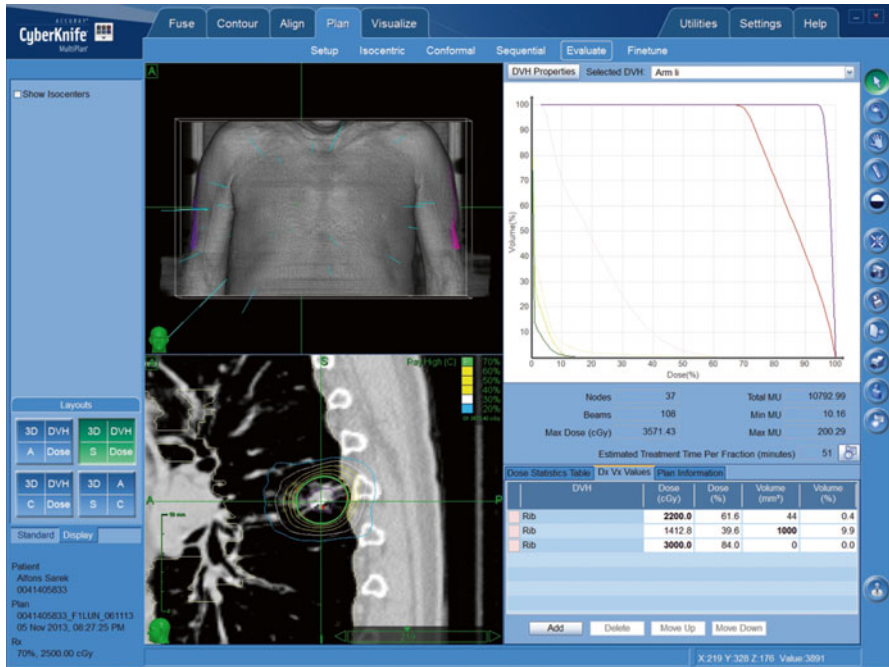 ACCURAY
CyberKnife
MultiPlan
Fuse Contour Align Plan Visualize Utilities Settings Help
Setup Isocentric Conformal Sequential Evaluate Finetune
Show Isocenters
Layouts
3D DVH 3D DVH
A Dose S Dose
3D DVH 3D A
C Dose S C
Standard Display
Patient
Alfons Sarek
0041405833
Plan
0041405833_F1LUN_061113
05 Nov 2013, 08:27:25 PM
Rx
70%, 2500.00 cGy
A
S
Ray High (C)
70%
60%
50%
40%
30%
20%
A
P
50 mm
I
DVH Properties Selected DVH: Arm li
Volume(%)
100
90
80
70
60
50
40
30
20
10
0 10 20 30 40 50 60 70 80 90 100
Dose(%)
Nodes 37 Total MU 10792.99
Beams 108 Min MU 10.16
Max Dose (cGy) 3571.43 Max MU 200.29
Estimated Treatment Time Per Fraction (minutes) 51
Dose Statistics Table Dx Vx Values Plan Information
DVH Dose (cGy) Dose (%) Volume (mm³) Volume (%)
Rib 2200.0 61.6 44 0.4
Rib 1412.8 39.6 1000 9.9
Rib 3000.0 84.0 0 0.0
Add Delete Move Up Move Down
X:219 Y:328 Z:176 Value:3891